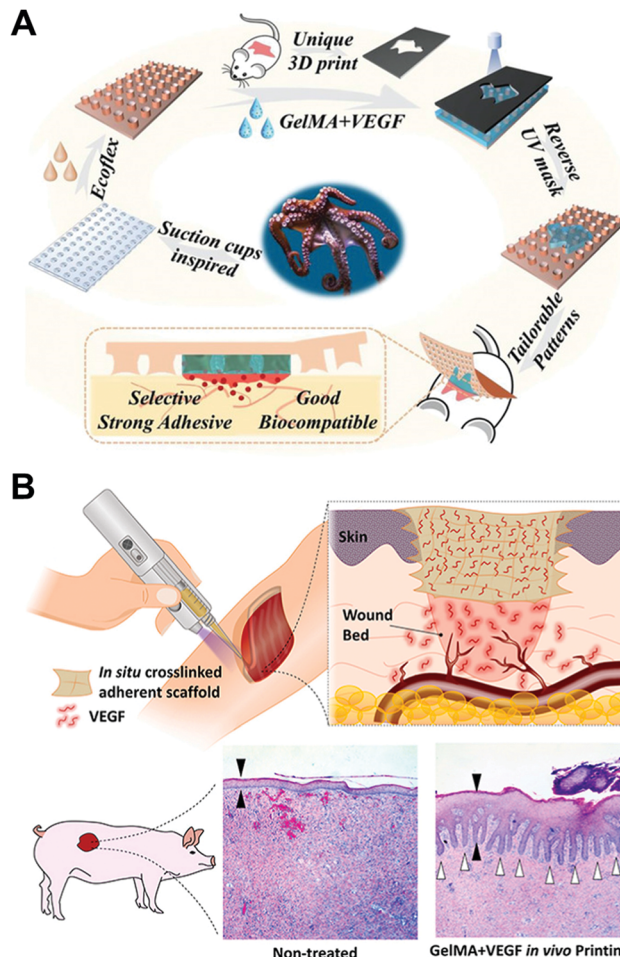 A
Unique
3D print
GelMA+VEGF
Reverse
UV mask
Ecoflex
Suction cups
inspired
Tailorable
Patterns
Selective
Strong Adhesive
Good
Biocompatible
B
Skin
Wound
Bed
In situ crosslinked
adherent scaffold
VEGF
Non-treated
GelMA+VEGF in vivo Printin